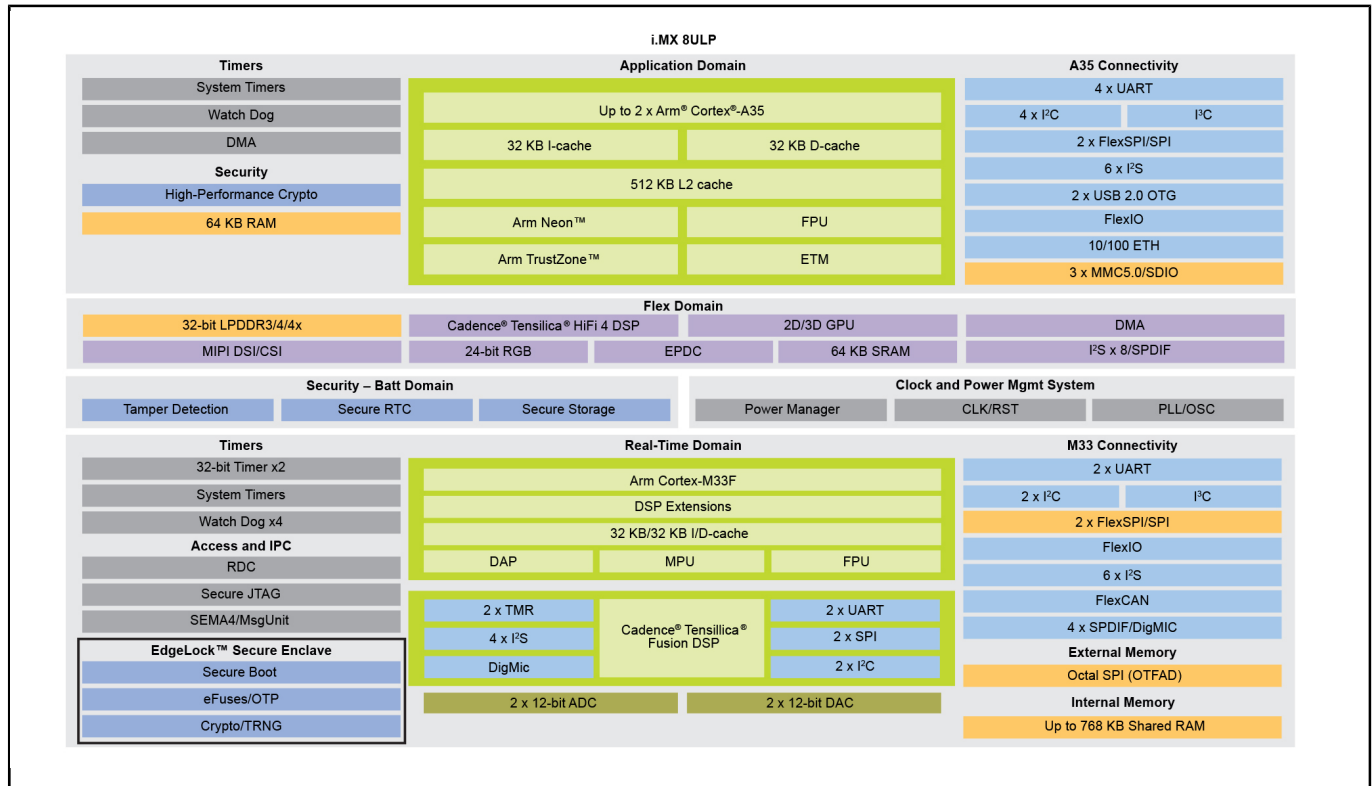 i.MX 8ULP
Timers
System Timers
Watch Dog
DMA
Security
High-Performance Crypto
64 KB RAM
Application Domain
Up to 2 x Arm® Cortex®-A35
32 KB I-cache
32 KB D-cache
512 KB L2 cache
Arm Neon™
FPU
Arm TrustZone™
ETM
A35 Connectivity
4 x UART
4 x I²C
I³C
2 x FlexSPI/SPI
6 x I²S
2 x USB 2.0 OTG
FlexIO
10/100 ETH
3 x MMC5.0/SDIO
Flex Domain
32-bit LPDDR3/4/4x
Cadence® Tensilica® HiFi 4 DSP
2D/3D GPU
DMA
MIPI DSI/CSI
24-bit RGB
EPDC
64 KB SRAM
I²S x 8/SPDIF
Security – Batt Domain
Tamper Detection
Secure RTC
Secure Storage
Clock and Power Mgmt System
Power Manager
CLK/RST
PLL/OSC
Timers
32-bit Timer x2
System Timers
Watch Dog x4
Access and IPC
RDC
Secure JTAG
SEMA4/MsgUnit
EdgeLock™ Secure Enclave
Secure Boot
eFuses/OTP
Crypto/TRNG
Real-Time Domain
Arm Cortex-M33F
DSP Extensions
32 KB/32 KB I/D-cache
DAP
MPU
FPU
2 x TMR
4 x I²S
DigMic
Cadence® Tensillica®
Fusion DSP
2 x UART
2 x SPI
2 x I²C
2 x 12-bit ADC
2 x 12-bit DAC
M33 Connectivity
2 x UART
2 x I²C
I³C
2 x FlexSPI/SPI
FlexIO
6 x I²S
FlexCAN
4 x SPDIF/DigMIC
External Memory
Octal SPI (OTFAD)
Internal Memory
Up to 768 KB Shared RAM